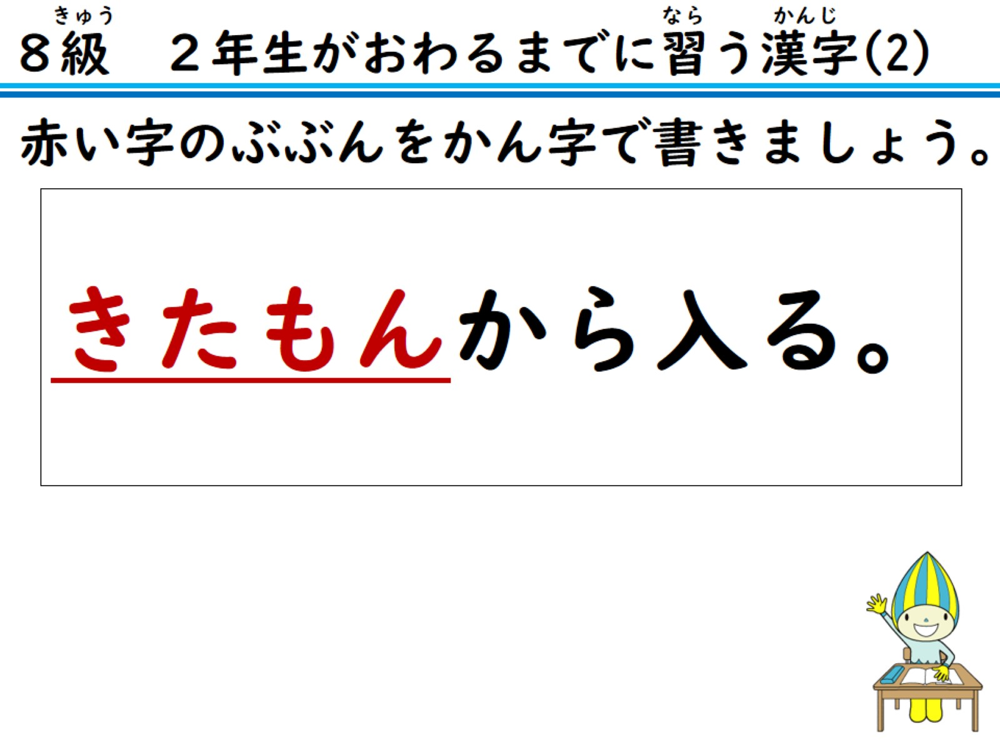 きゅう なら かんじ
８級　２年生がおわるまでに習う漢字(2)
赤い字のぶぶんをかん字で書きましょう。
きたもんから入る。